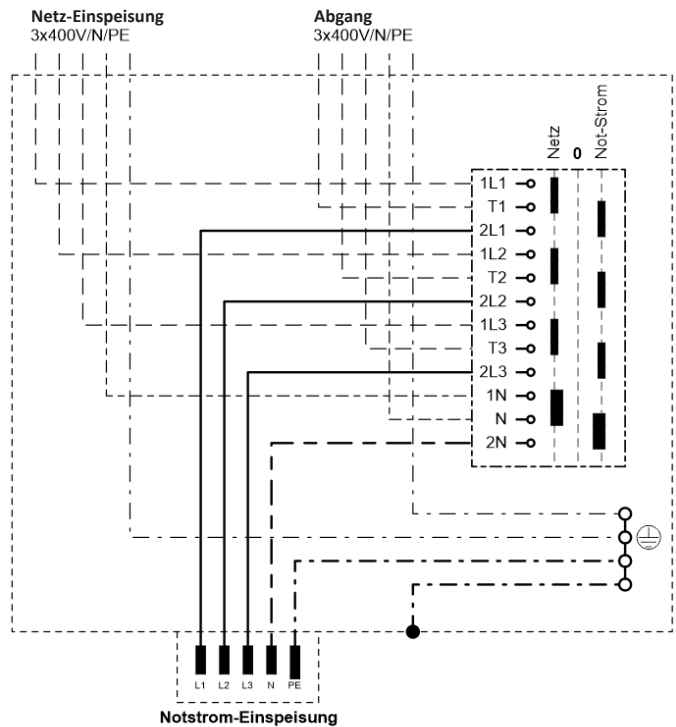 Netz-Einspeisung
3x400V/N/PE
Abgang
3x400V/N/PE
Netz
0
Not-Strom
1L1
T1
2L1
1L2
T2
2L2
1L3
T3
2L3
1N
N
2N
L1 L2 L3 N PE
Notstrom-Einspeisung